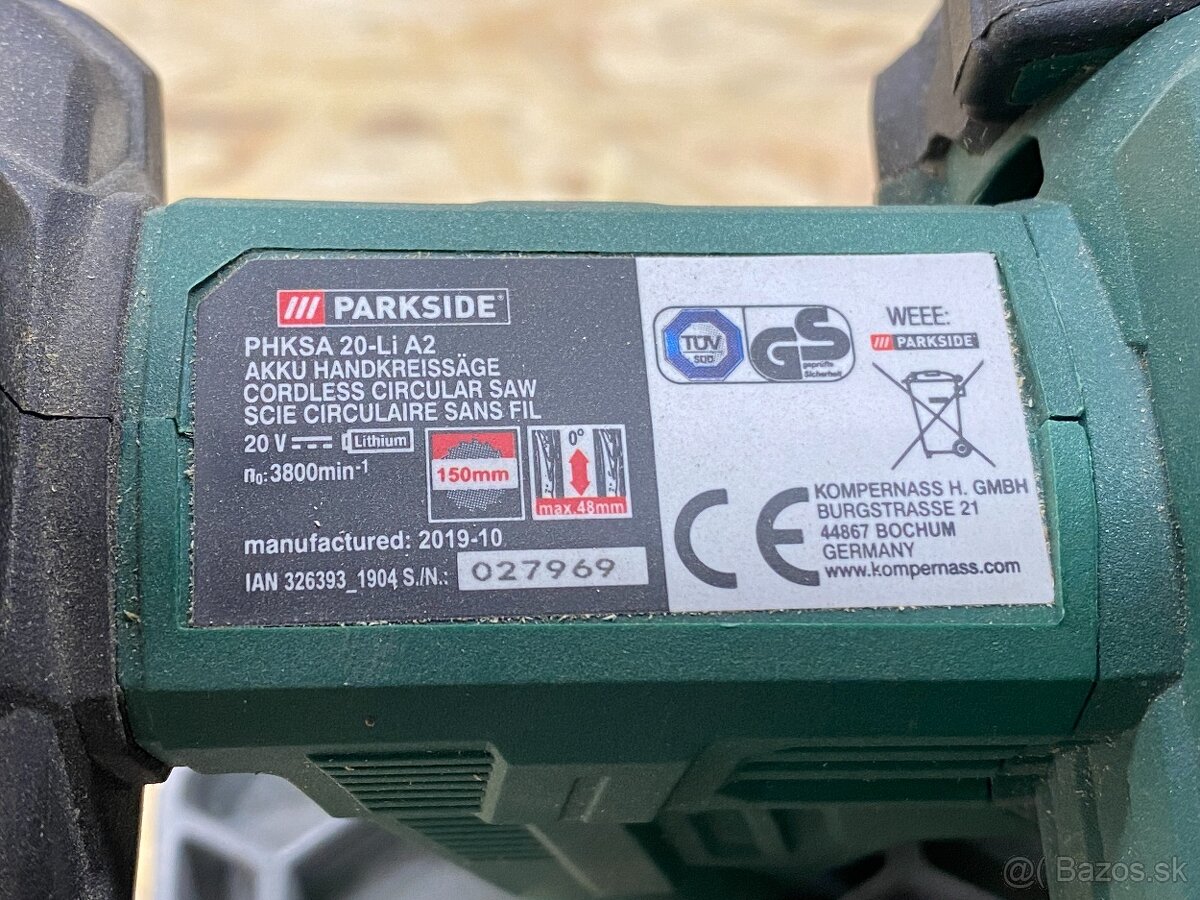 /// PARKSIDE®
PHKSA 20-Li A2
AKKU HANDKREISSÄGE
CORDLESS CIRCULAR SAW
SCIE CIRCULAIRE SANS FIL
20 V Lithium
n₀: 3800min⁻¹
150mm
0°
max.48mm
manufactured: 2019-10
IAN 326393_1904 S./N.: 027969
TÜV
SÜD
GS
geprüfte
Sicherheit
WEEE:
/// PARKSIDE®
CE
KOMPERNASS H. GMBH
BURGSTRASSE 21
44867 BOCHUM
GERMANY
www.kompernass.com
@( Bazos.sk